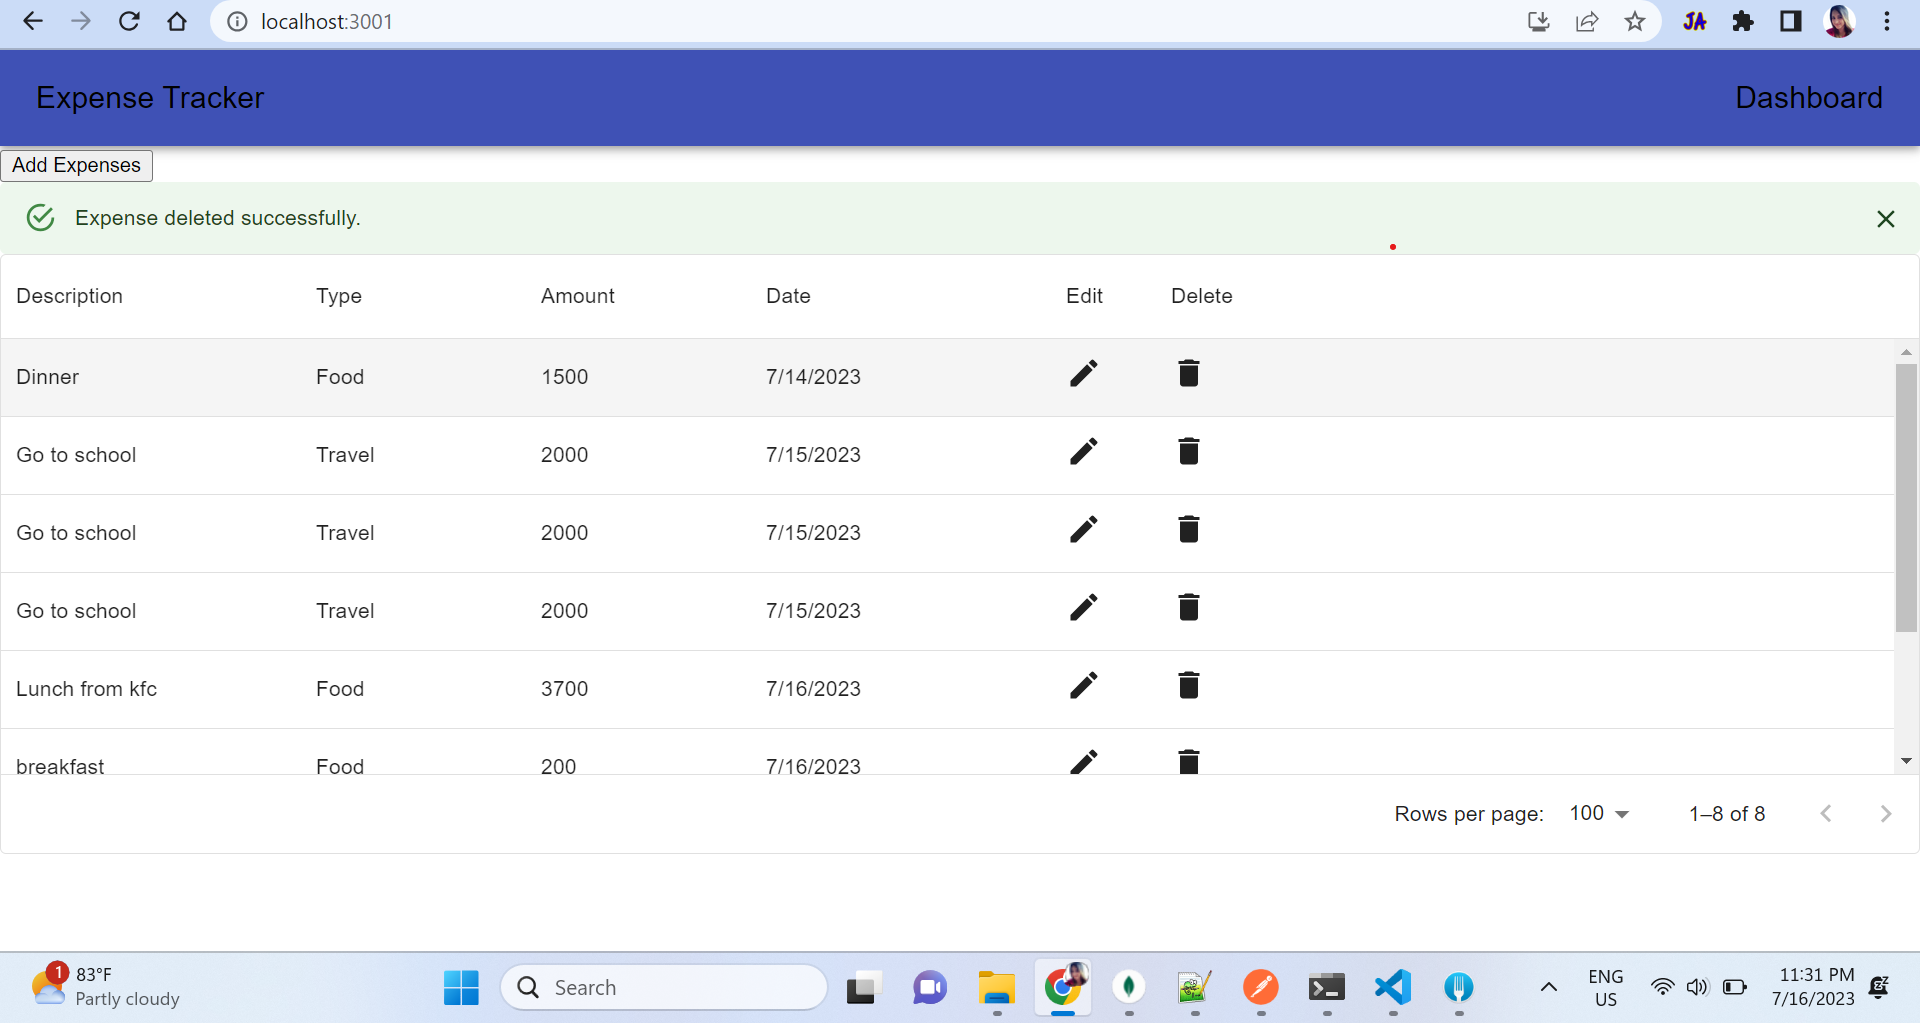 localhost:3001
JA
Expense Tracker Dashboard
Add Expenses
Expense deleted successfully.
Description Type Amount Date Edit Delete
Dinner Food 1500 7/14/2023
Go to school Travel 2000 7/15/2023
Go to school Travel 2000 7/15/2023
Go to school Travel 2000 7/15/2023
Lunch from kfc Food 3700 7/16/2023
breakfast Food 200 7/16/2023
Rows per page: 100 1–8 of 8
1 83°F
Partly cloudy
Search
ENG
US
11:31 PM
7/16/2023